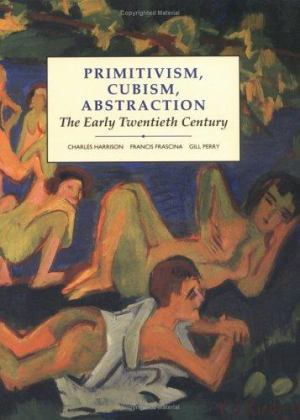 PRIMITIVISM,
CUBISM,
ABSTRACTION
The Early Twentieth Century
CHARLES HARRISON FRANCIS FRASCINA GILL PERRY